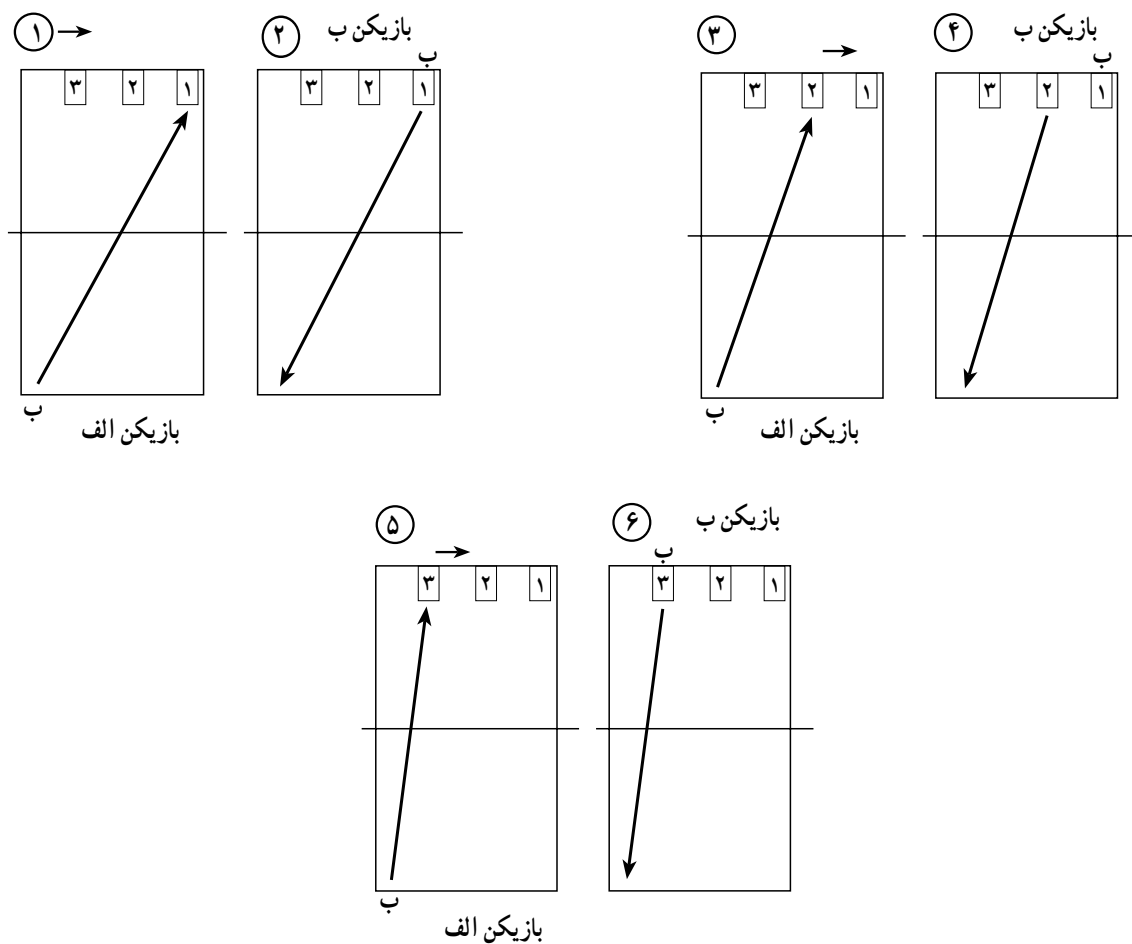 ۱ ۲ بازیکن ب
ب
۳ ۲ ۱ ۳ ۲ ۱
ب
بازیکن الف
۳ ۴ بازیکن ب
ب
۳ ۲ ۱ ۳ ۲ ۱
ب
بازیکن الف
۵ ۶ بازیکن ب
ب
۳ ۲ ۱ ۳ ۲ ۱
ب
بازیکن الف